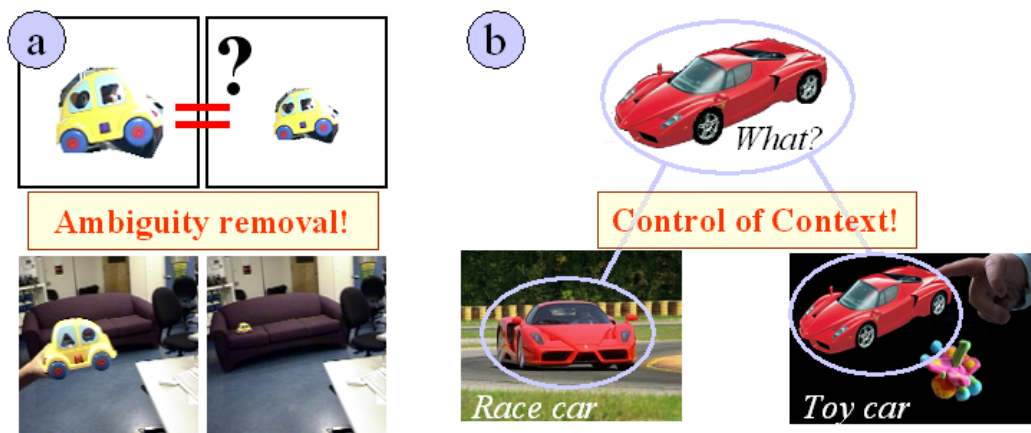 a
?
Ambiguity removal!
b
What?
Control of Context!
Race car
Toy car